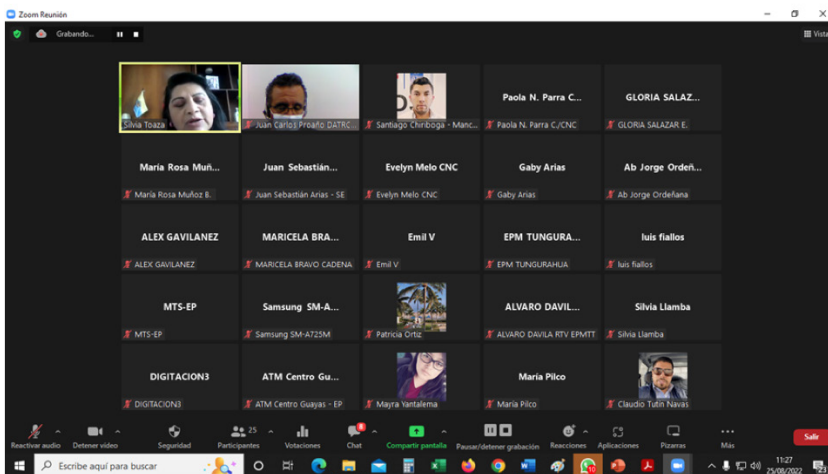 Zoom Reunión
Grabando...
Vista
Silvia Toaza
Juan Carlos Proaño DATRC...
Santiago Chiriboga - Manc...
Paola N. Parra C...
Paola N. Parra C./CNC
GLORIA SALAZ...
GLORIA SALAZAR E.
María Rosa Muñ...
María Rosa Muñoz B.
Juan Sebastián...
Juan Sebastián Arias - SE
Evelyn Melo CNC
Evelyn Melo CNC
Gaby Arias
Gaby Arias
Ab Jorge Ordeñ...
Ab Jorge Ordeñana
ALEX GAVILANEZ
ALEX GAVILANEZ
MARICELA BRA...
MARICELA BRAVO CADENA
Emil V
Emil V
EPM TUNGURA...
EPM TUNGURAHUA
luis fiallos
luis fiallos
MTS-EP
MTS-EP
Samsung SM-A...
Samsung SM-A725M
Patricia Ortiz
ALVARO DAVIL...
ALVARO DAVILA RTV EPMTT
Silvia Llamba
Silvia Llamba
DIGITACION3
DIGITACION3
ATM Centro Gu...
ATM Centro Guayas - EP
Mayra Yantalema
María Pilco
María Pilco
Claudio Tutin Navas
Reactivar audio
Detener video
Seguridad
25
Participantes
Votaciones
Chat
Compartir pantalla
Pausar/detener grabación
Reacciones
Aplicaciones
Pizarras
Más
Salir
Escribe aquí para buscar
11:27
25/08/2022